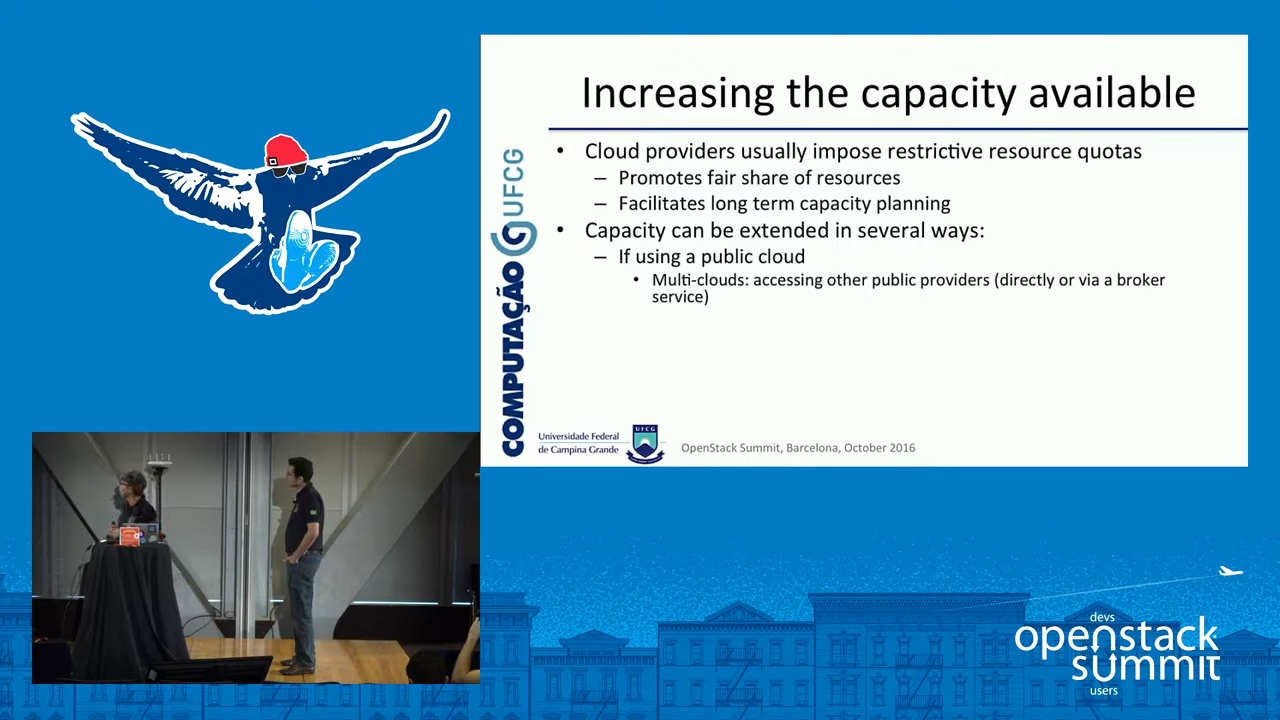 Increasing the capacity available
• Cloud providers usually impose restrictive resource quotas
– Promotes fair share of resources
– Facilitates long term capacity planning
• Capacity can be extended in several ways:
– If using a public cloud
• Multi-clouds: accessing other public providers (directly or via a broker
service)
COMPUTAÇÃO UFCG
Universidade Federal
de Campina Grande
UFCG
OpenStack Summit, Barcelona, October 2016
devs
openstack
summit
users